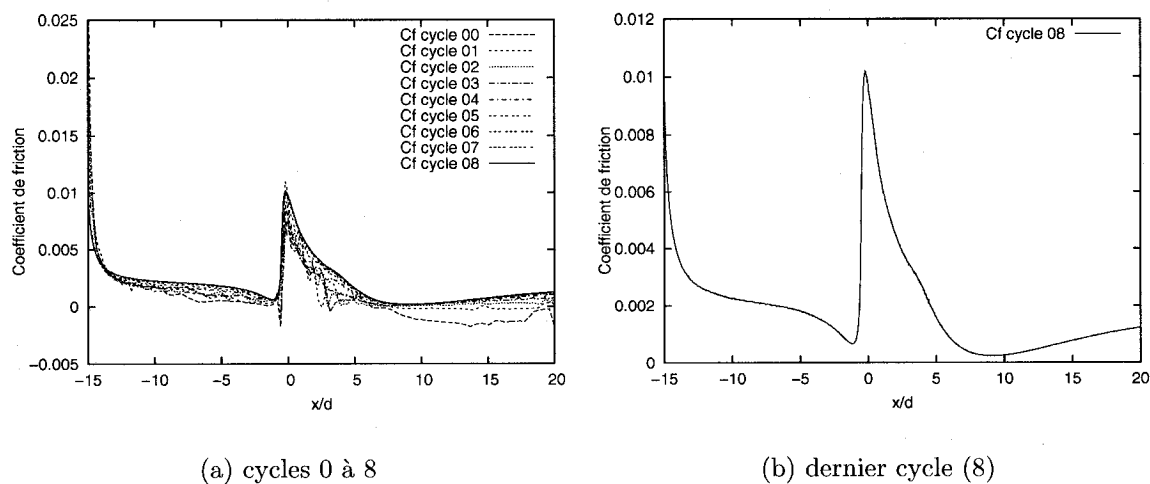 0.025
0.02
0.015
0.01
0.005
0
−0.005
Coefficient de friction
Cf cycle 00
Cf cycle 01
Cf cycle 02
Cf cycle 03
Cf cycle 04
Cf cycle 05
Cf cycle 06
Cf cycle 07
Cf cycle 08
−15
−10
−5
0
5
10
15
20
x/d
(a) cycles 0 à 8
0.012
0.01
0.008
0.006
0.004
0.002
0
Coefficient de friction
Cf cycle 08
−15
−10
−5
0
5
10
15
20
x/d
(b) dernier cycle (8)